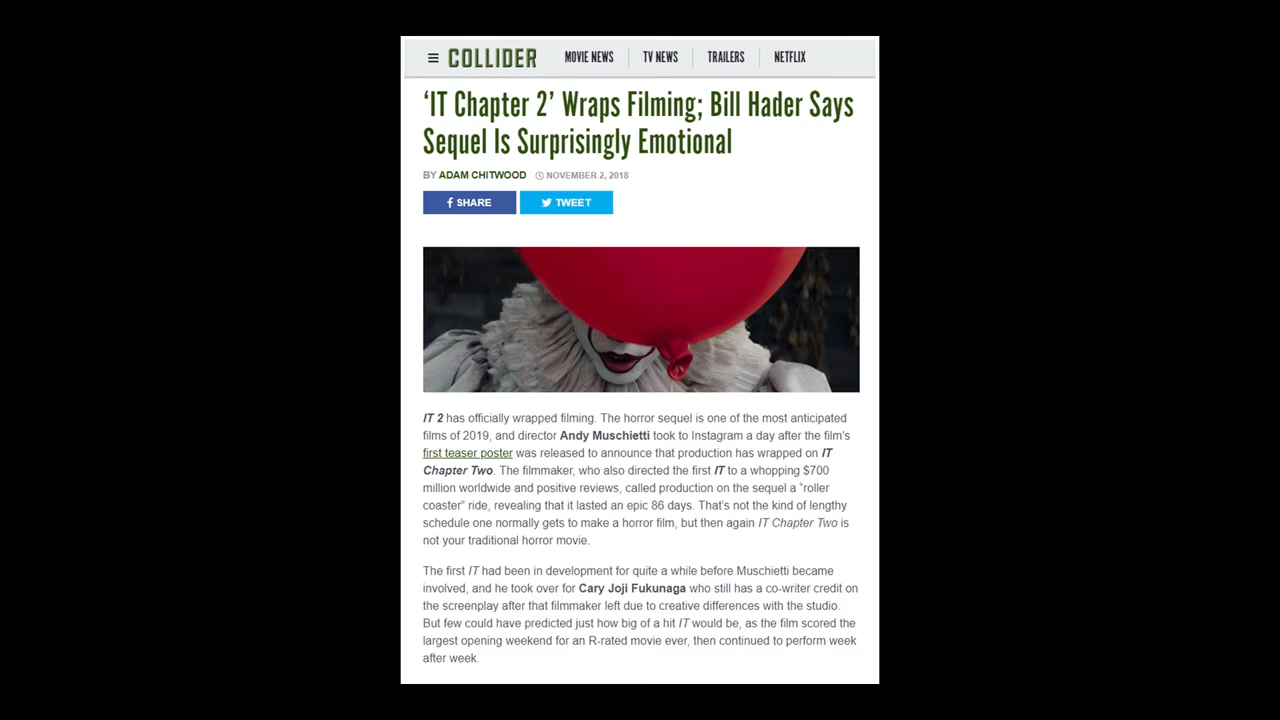 COLLIDER MOVIE NEWS TV NEWS TRAILERS NETFLIX
‘IT Chapter 2’ Wraps Filming; Bill Hader Says
Sequel Is Surprisingly Emotional
BY ADAM CHITWOOD NOVEMBER 2, 2018
SHARE TWEET
IT 2 has officially wrapped filming. The horror sequel is one of the most anticipated
films of 2019, and director Andy Muschietti took to Instagram a day after the film’s
first teaser poster was released to announce that production has wrapped on IT
Chapter Two. The filmmaker, who also directed the first IT to a whopping $700
million worldwide and positive reviews, called production on the sequel a “roller
coaster” ride, revealing that it lasted an epic 86 days. That’s not the kind of lengthy
schedule one normally gets to make a horror film, but then again IT Chapter Two is
not your traditional horror movie.
The first IT had been in development for quite a while before Muschietti became
involved, and he took over for Cary Joji Fukunaga who still has a co-writer credit on
the screenplay after that filmmaker left due to creative differences with the studio.
But few could have predicted just how big of a hit IT would be, as the film scored the
largest opening weekend for an R-rated movie ever, then continued to perform week
after week.